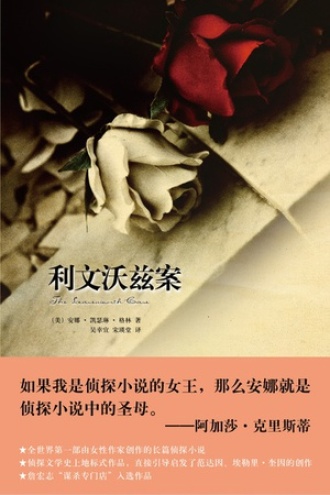 利文沃兹案
The Leavenworth Case
（美）安娜·凯瑟琳·格林 著
吴幸宜 宋瑛堂 译
如果我是侦探小说的女王，那么安娜就是
侦探小说中的圣母。
——阿加莎·克里斯蒂
★全世界第一部由女性作家创作的长篇侦探小说
★侦探文学史上地标式作品，直接引导启发了范达因、埃勒里·奎因的创作
★詹宏志“谋杀专门店”入选作品